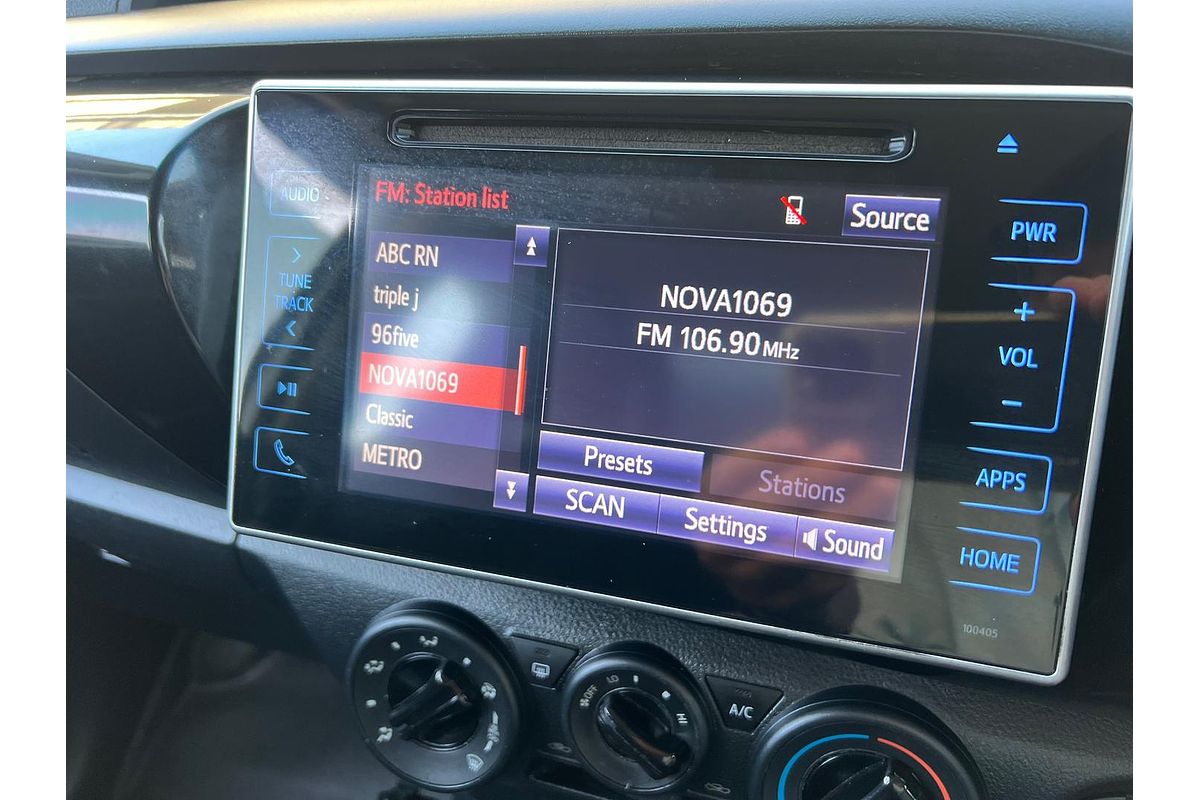 AUDIO
TUNE
TRACK
FM: Station list
Source
ABC RN
triple j
96five
NOVA1069
Classic
METRO
NOVA1069
FM 106.90 MHz
Presets
Stations
SCAN
Settings
Sound
PWR
VOL
APPS
HOME
100405
OFF
LO
HI
A/C